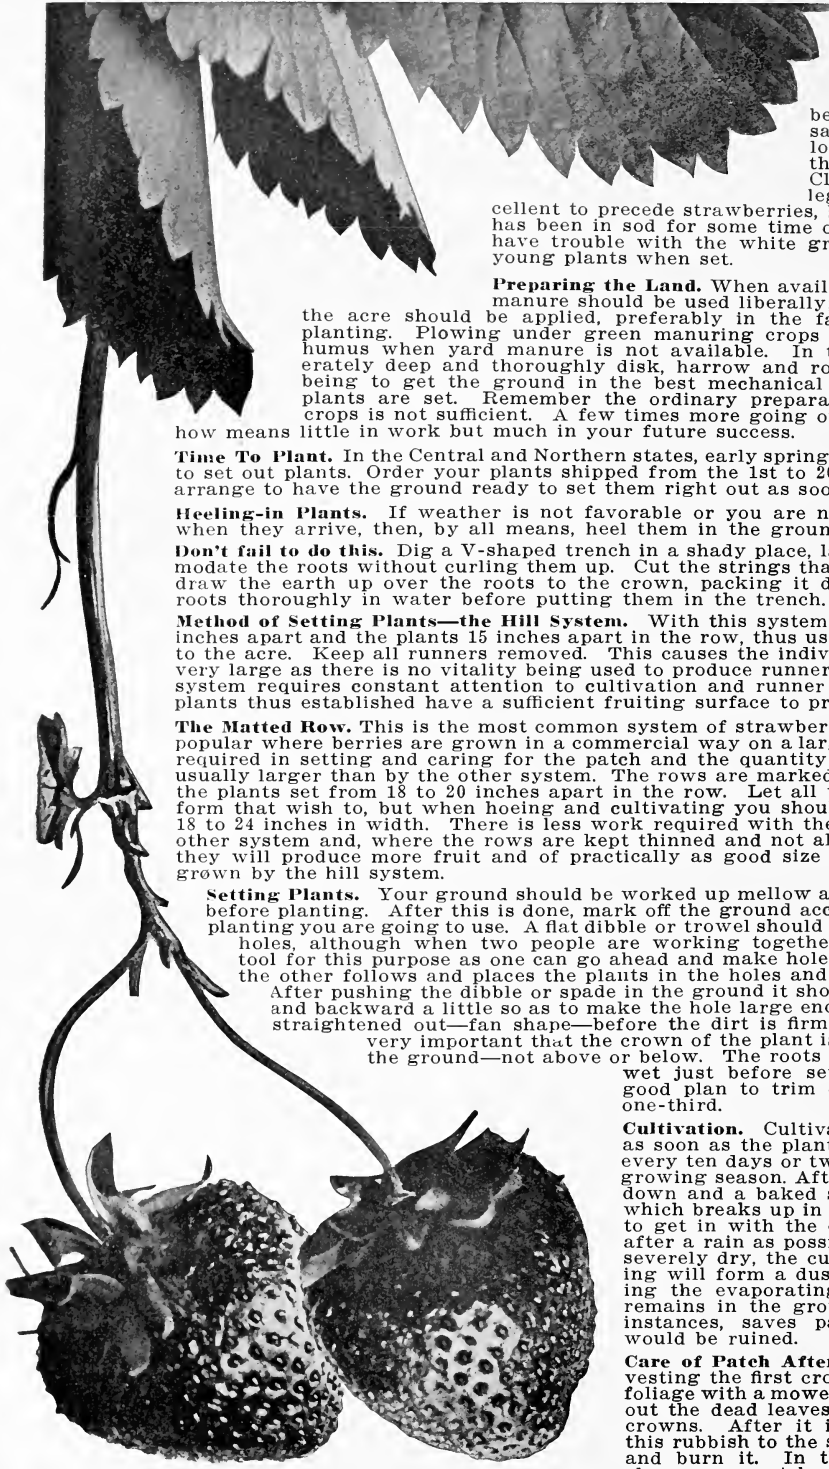 be
sa
lo
th
Cl
leg
cellent to precede strawberries,
has been in sod for some time
have trouble with the white gr
young plants when set.
Preparing the Land. When avail
manure should be used liberally
the acre should be applied, preferably in the fa
planting. Plowing under green manuring crops
humus when yard manure is not available. In
erately deep and thoroughly disk, harrow and ro
being to get the ground in the best mechanical
plants are set. Remember the ordinary prepara
crops is not sufficient. A few times more going o
how means little in work but much in your future success.
Time To Plant. In the Central and Northern states, early spring
to set out plants. Order your plants shipped from the 1st to 20
arrange to have the ground ready to set them right out as soo
Heeling-in Plants. If weather is not favorable or you are n
when they arrive, then, by all means, heel them in the groun
Don't fail to do this. Dig a V-shaped trench in a shady place, l
modate the roots without curling them up. Cut the strings tha
draw the earth up over the roots to the crown, packing it d
roots thoroughly in water before putting them in the trench.
Method of Setting Plants—the Hill System. With this system
inches apart and the plants 15 inches apart in the row, thus us
to the acre. Keep all runners removed. This causes the indiv
very large as there is no vitality being used to produce runner
system requires constant attention to cultivation and runner
plants thus established have a sufficient fruiting surface to pr
The Matted Row. This is the most common system of strawber
popular where berries are grown in a commercial way on a lar
required in setting and caring for the patch and the quantity
usually larger than by the other system. The rows are marked
the plants set from 18 to 20 inches apart in the row. Let all
form that wish to, but when hoeing and cultivating you shou
18 to 24 inches in width. There is less work required with the
other system and, where the rows are kept thinned and not al
they will produce more fruit and of practically as good size
grown by the hill system.
Setting Plants. Your ground should be worked up mellow a
before planting. After this is done, mark off the ground acc
planting you are going to use. A flat dibble or trowel should
holes, although when two people are working togethe
tool for this purpose as one can go ahead and make hole
the other follows and places the plants in the holes and
After pushing the dibble or spade in the ground it sho
and backward a little so as to make the hole large eno
straightened out—fan shape—before the dirt is firm
very important that the crown of the plant i
the ground—not above or below. The roots
wet just before se
good plan to trim
one-third.
Cultivation. Cultiva
as soon as the plan
every ten days or tw
growing season. Aft
down and a baked s
which breaks up in
to get in with the
after a rain as possi
severely dry, the cu
ing will form a dus
ing the evaporating
remains in the gro
instances, saves pa
would be ruined.
Care of Patch After
vesting the first cro
foliage with a mowe
out the dead leaves
crowns. After it i
this rubbish to the s
and burn it. In t